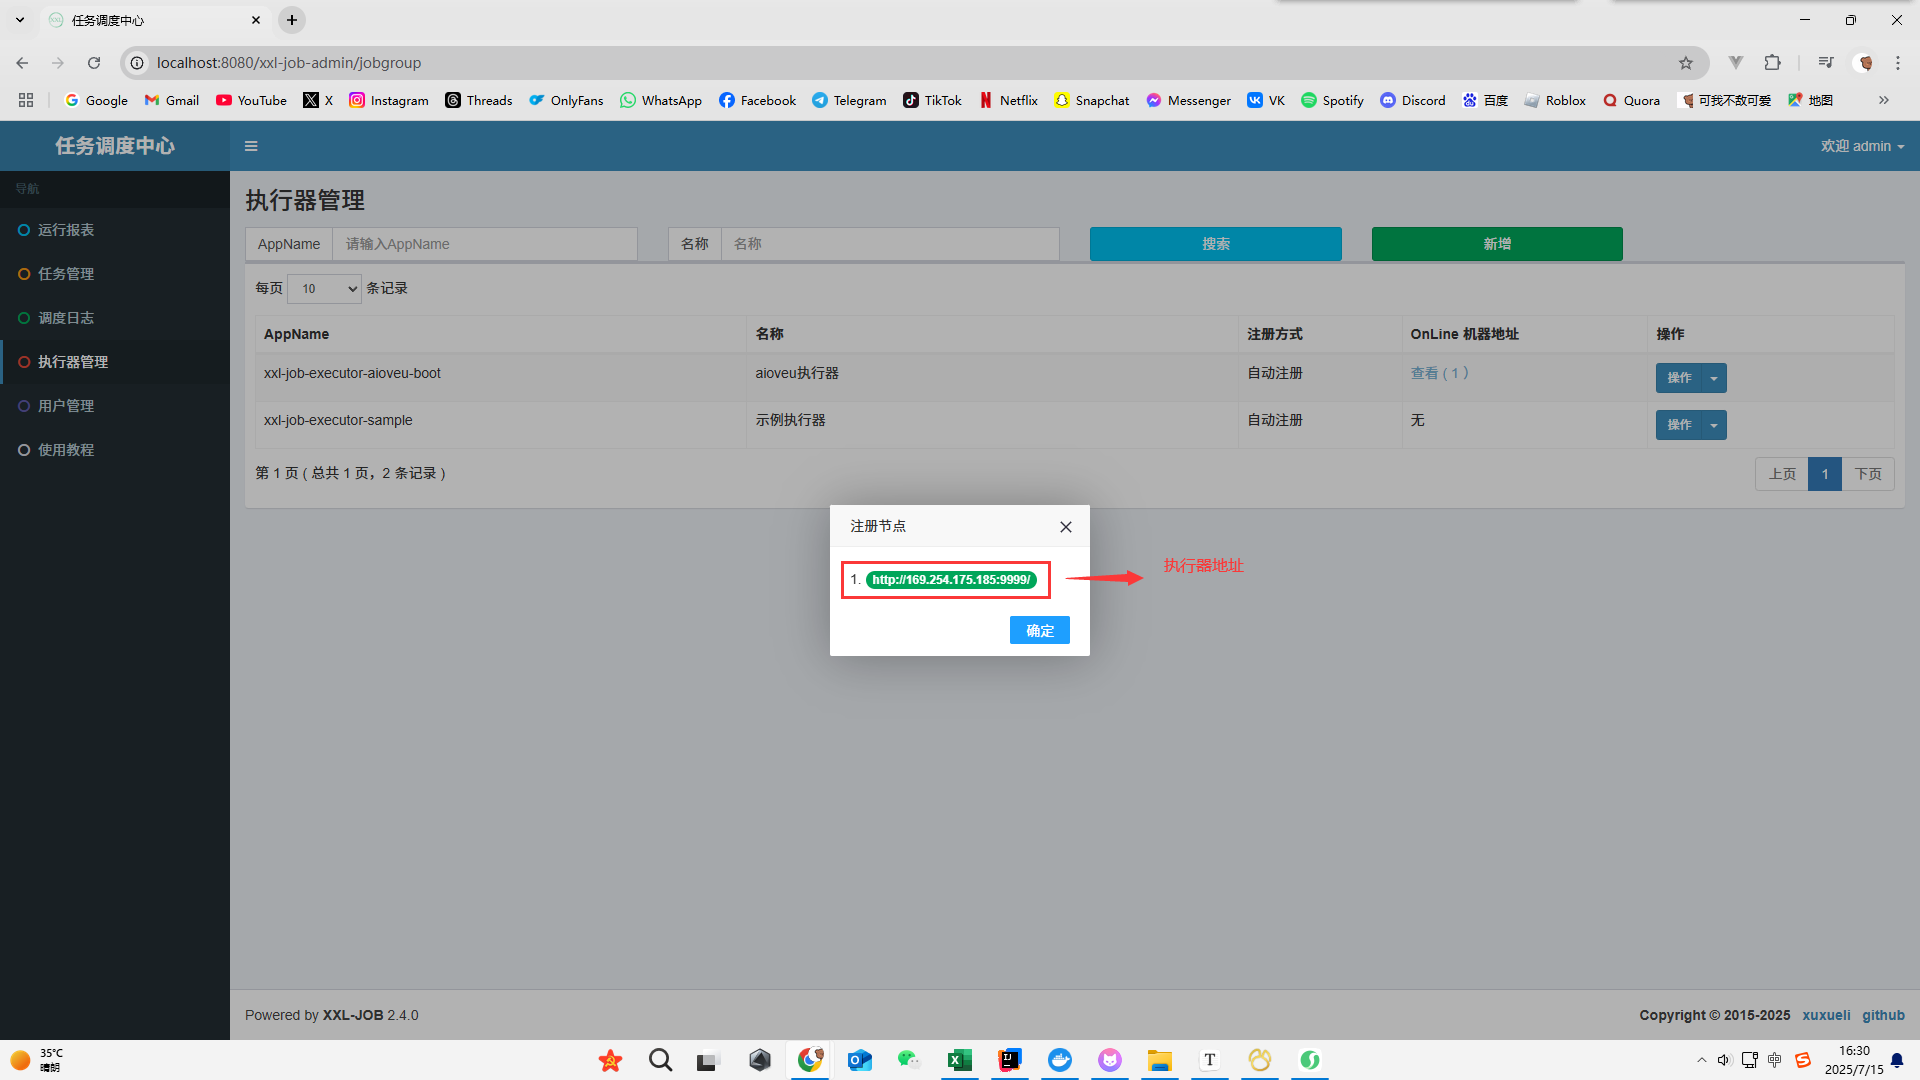 任务调度中心
localhost:8080/xxl-job-admin/jobgroup
Google Gmail YouTube X Instagram Threads OnlyFans WhatsApp Facebook Telegram TikTok Netflix Snapchat Messenger VK Spotify Discord 百度 Roblox Quora 可我不敌可爱 地图
任务调度中心
欢迎 admin
导航
运行报表
任务管理
调度日志
执行器管理
用户管理
使用教程
执行器管理
AppName 请输入AppName 名称 名称 搜索 新增
每页 10 条记录
AppName 名称 注册方式 OnLine 机器地址 操作
xxl-job-executor-aioveu-boot aioveu执行器 自动注册 查看 ( 1 ) 操作
xxl-job-executor-sample 示例执行器 自动注册 无 操作
第 1 页 ( 总共 1 页，2 条记录 )
上页 1 下页
注册节点
1. http://169.254.175.185:9999/
执行器地址
确定
Powered by XXL-JOB 2.4.0
Copyright © 2015-2025 xuxueli github
35℃
晴朗
中
16:30
2025/7/15